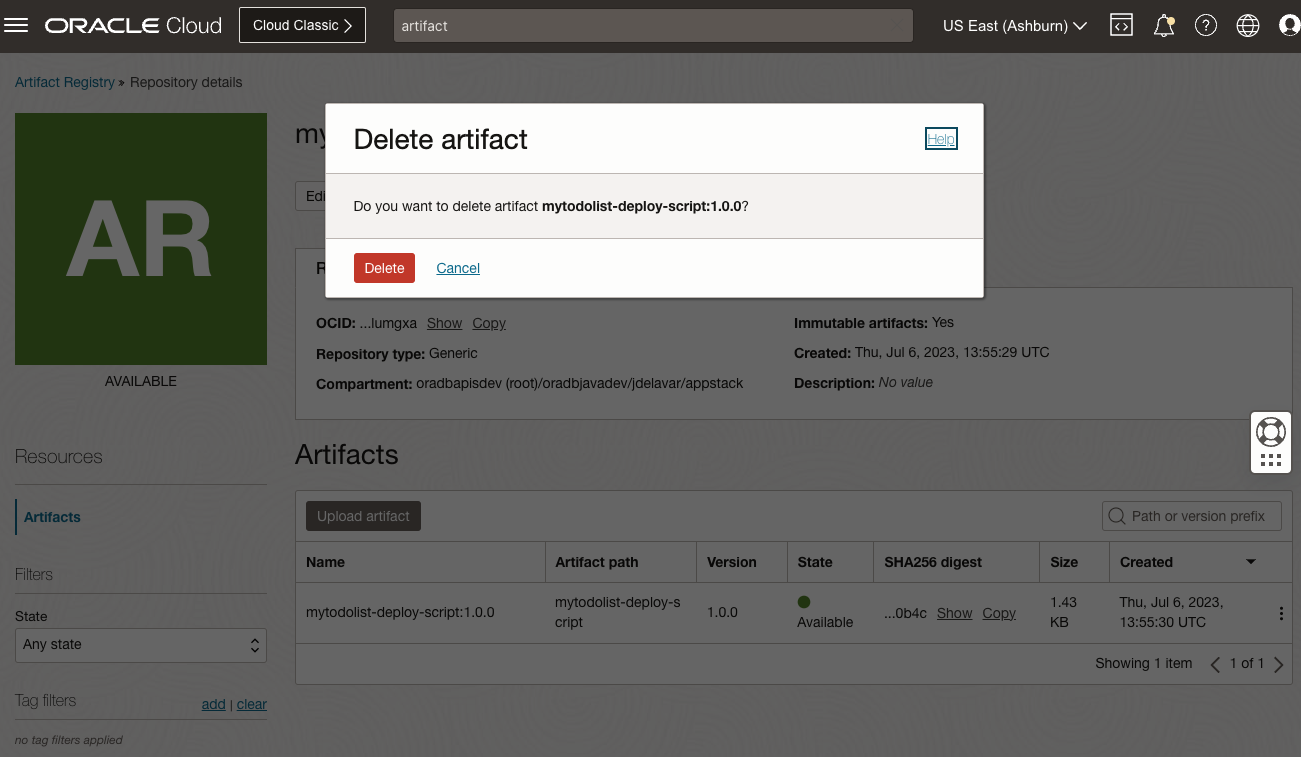 ORACLE Cloud
Cloud Classic
artifact
US East (Ashburn)
Artifact Registry » Repository details
AR
AVAILABLE
my
Edi
Delete artifact
Help
Do you want to delete artifact mytodolist-deploy-script:1.0.0?
Delete
Cancel
R
OCID: ...lumgxa Show Copy
Repository type: Generic
Compartment: oradbapisdev (root)/oradbjavadev/jdelavar/appstack
Immutable artifacts: Yes
Created: Thu, Jul 6, 2023, 13:55:29 UTC
Description: No value
Resources
Artifacts
Filters
State
Any state
Tag filters
add | clear
no tag filters applied
Artifacts
Upload artifact
Path or version prefix
Name Artifact path Version State SHA256 digest Size Created
mytodolist-deploy-script:1.0.0
mytodolist-deploy-s
cript
1.0.0
Available
...0b4c Show Copy
1.43
KB
Thu, Jul 6, 2023,
13:55:30 UTC
Showing 1 item
1 of 1